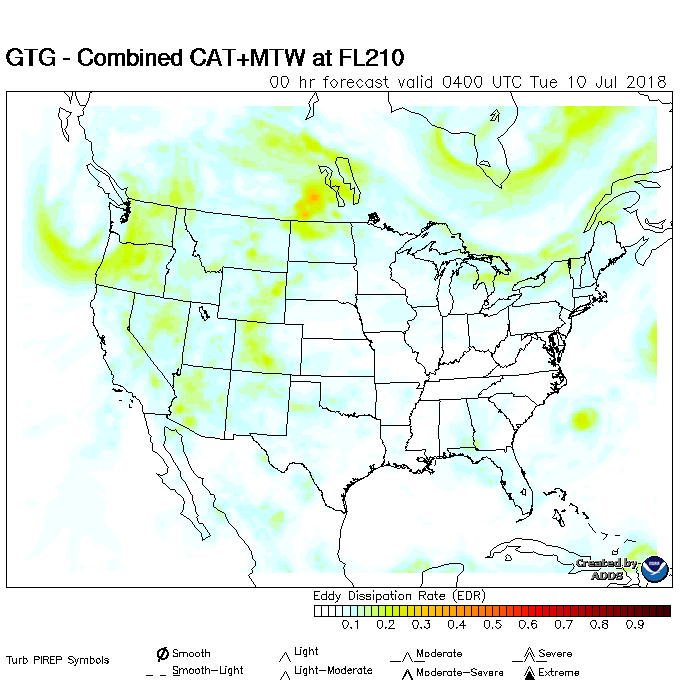 GTG - Combined CAT+MTW at FL210
00 hr forecast valid 0400 UTC Tue 10 Jul 2018
Created by
ADDS
Eddy Dissipation Rate (EDR)
0.1 0.2 0.3 0.4 0.5 0.6 0.7 0.8 0.9
Turb PIREP Symbols
Smooth Light Moderate Severe
Smooth-Light Light-Moderate Moderate-Severe Extreme